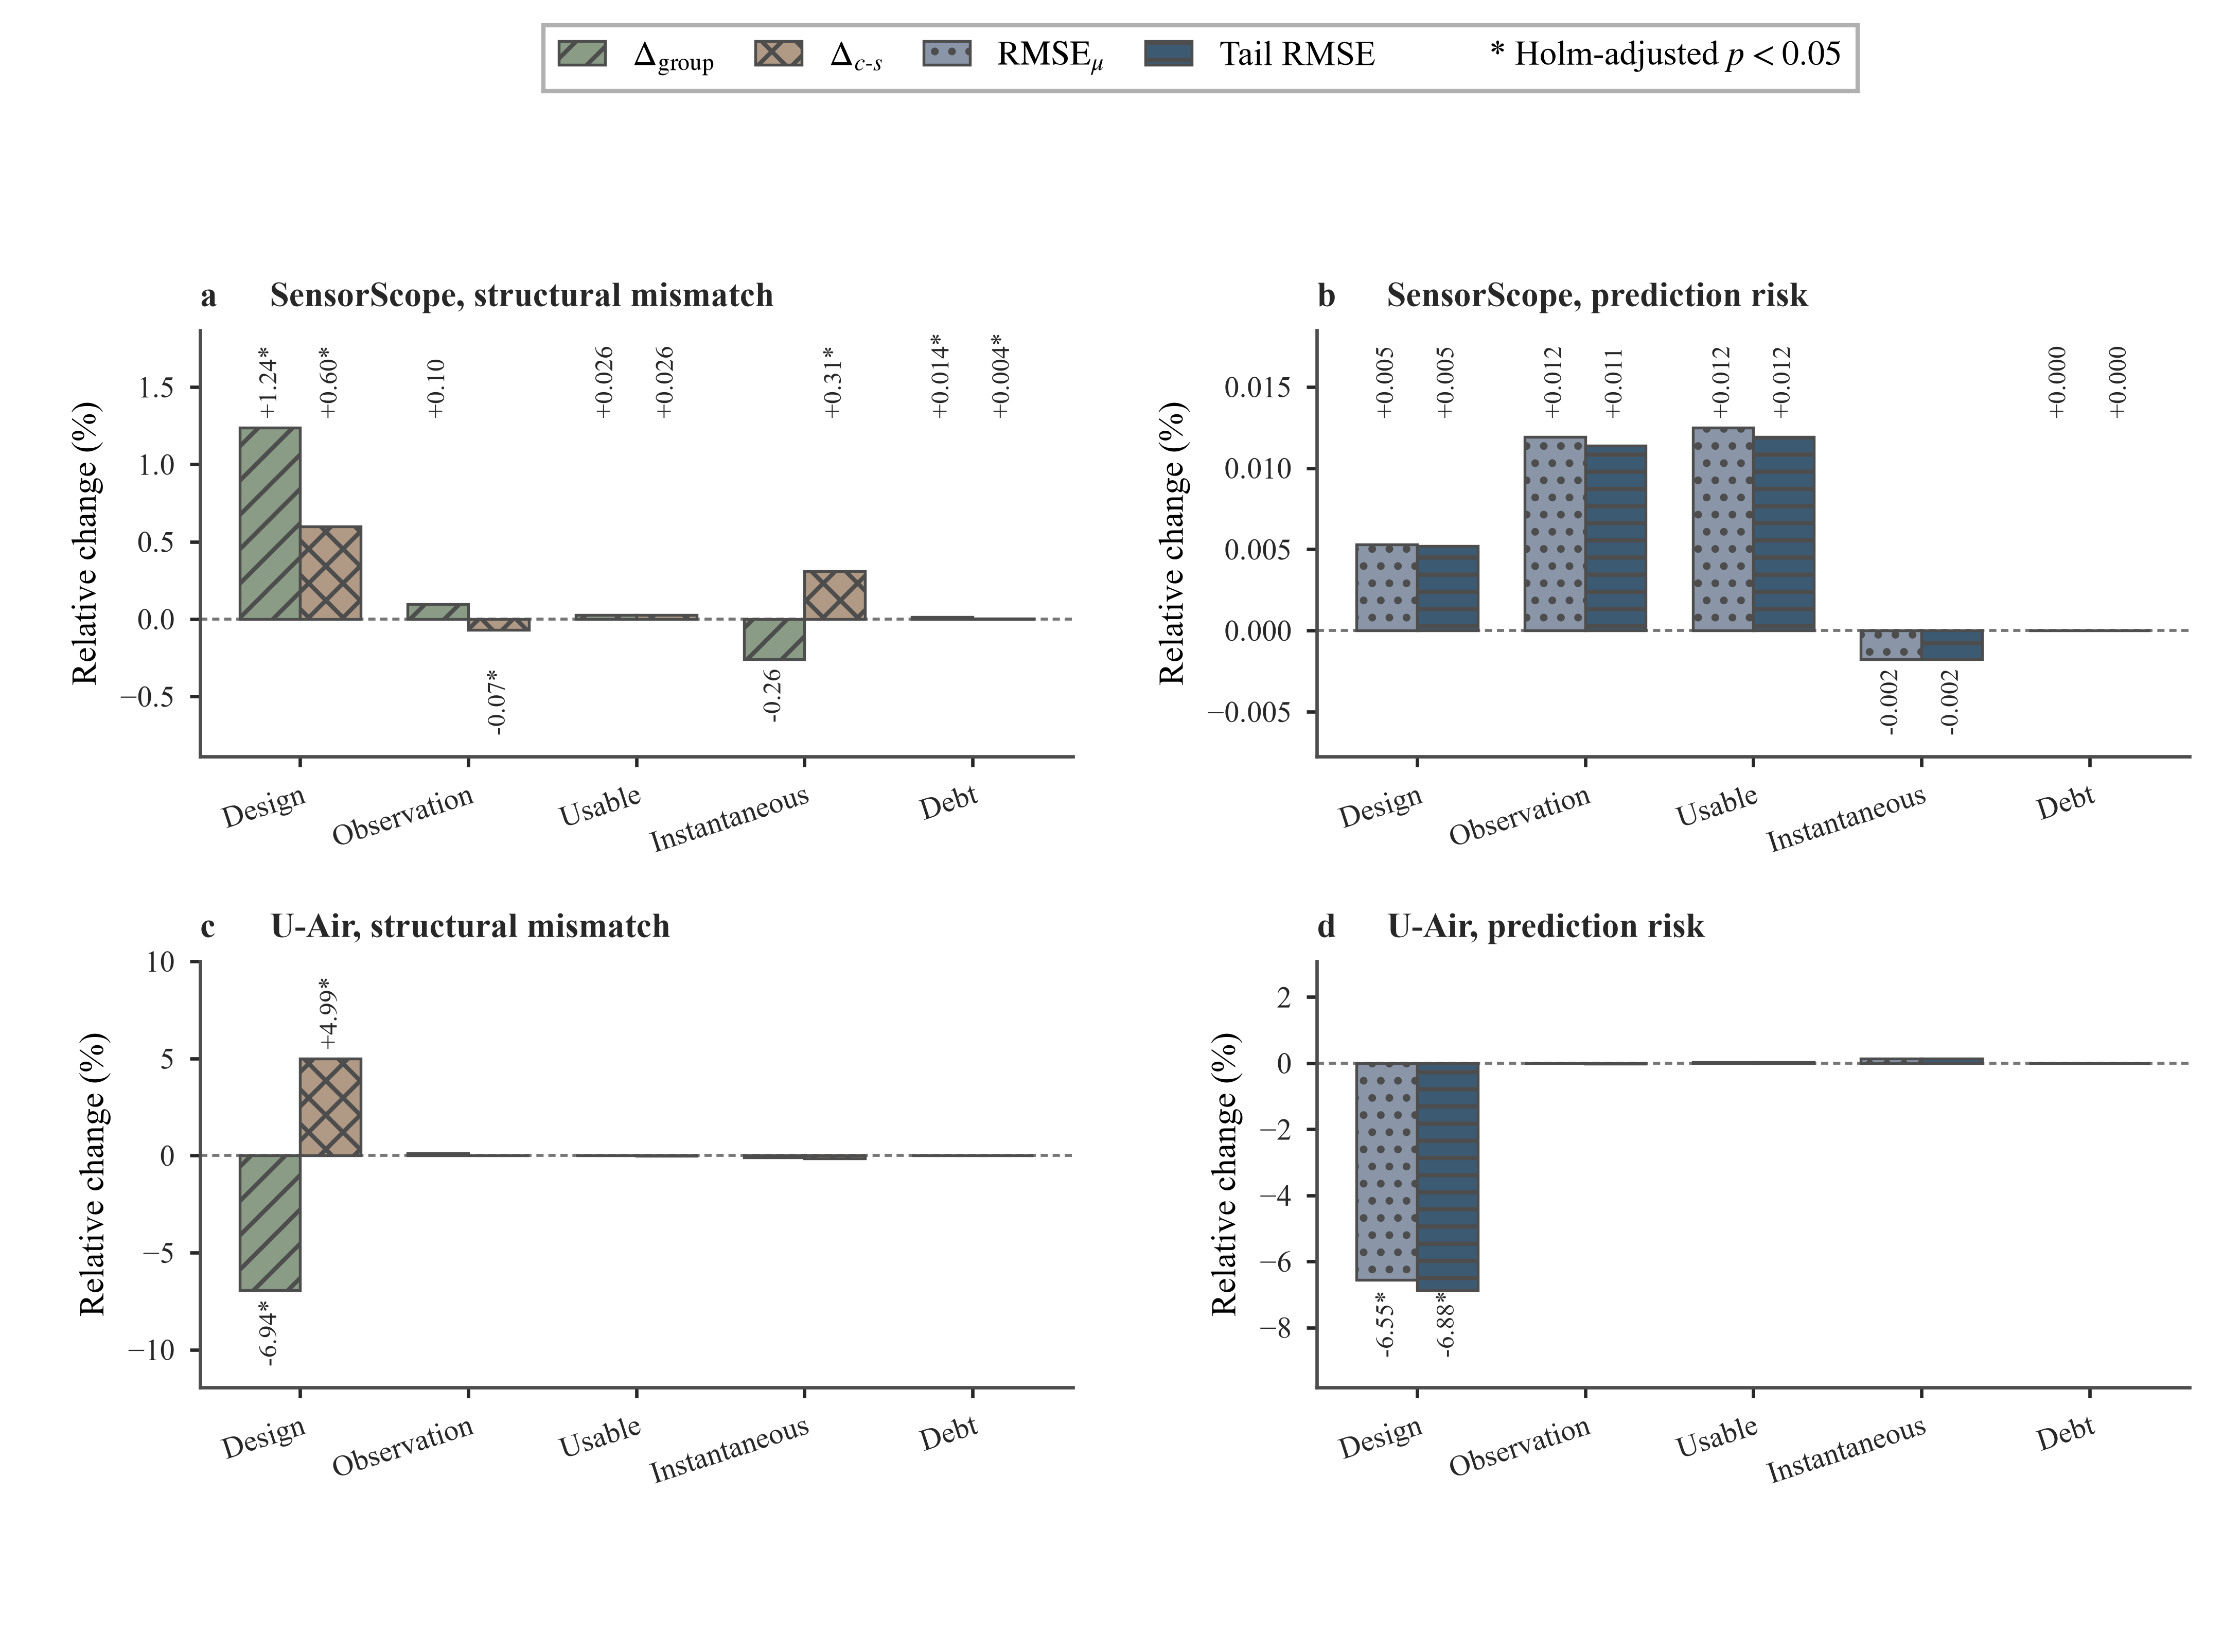 Δgroup Δc-s RMSEμ Tail RMSE * Holm-adjusted p < 0.05
a SensorScope, structural mismatch
Relative change (%)
1.5
1.0
0.5
0.0
−0.5
+1.24*
+0.60*
+0.10
-0.07*
+0.026
+0.026
-0.26
+0.31*
+0.014*
+0.004*
Design
Observation
Usable
Instantaneous
Debt
b SensorScope, prediction risk
Relative change (%)
0.015
0.010
0.005
0.000
−0.005
+0.005
+0.005
+0.012
+0.011
+0.012
+0.012
-0.002
-0.002
+0.000
+0.000
Design
Observation
Usable
Instantaneous
Debt
c U-Air, structural mismatch
Relative change (%)
10
5
0
−5
−10
-6.94*
+4.99*
Design
Observation
Usable
Instantaneous
Debt
d U-Air, prediction risk
Relative change (%)
2
0
−2
−4
−6
−8
-6.55*
-6.88*
Design
Observation
Usable
Instantaneous
Debt